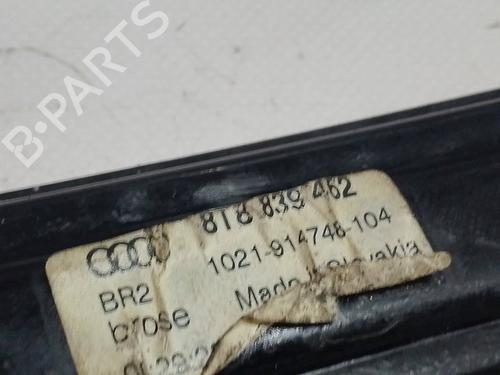 B-PARTS
8T8 839 462
1021-914748-104
BR2 Made in Slovakia
brose